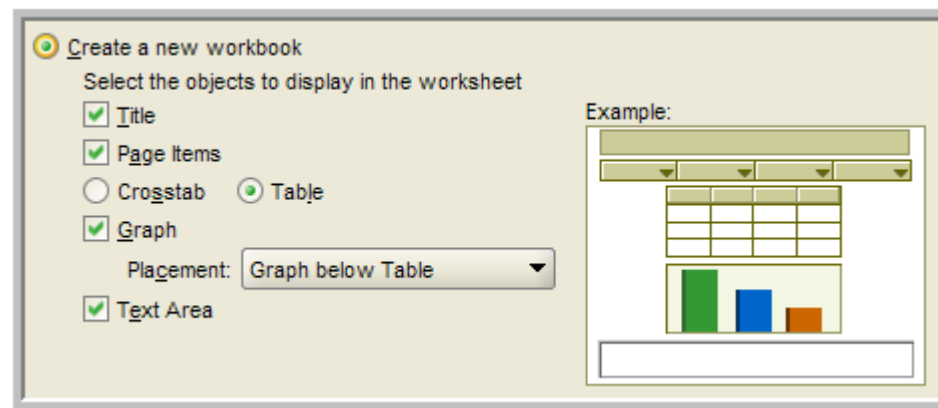 Create a new workbook
Select the objects to display in the worksheet
Title
Page Items
Crosstab Table
Graph
Placement: Graph below Table
Text Area
Example: